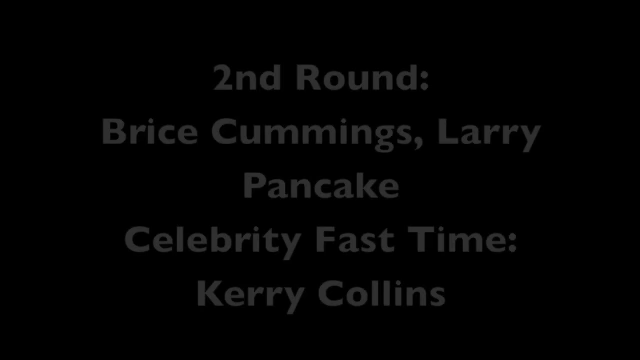 2nd Round:
Brice Cummings, Larry
Pancake
Celebrity Fast Time:
Kerry Collins